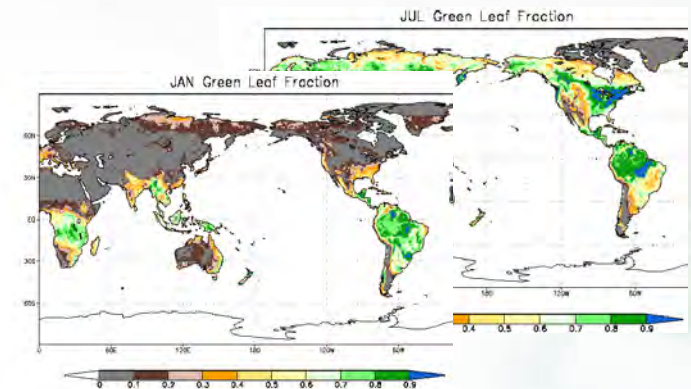 JUL Green Leaf Fraction
JAN Green Leaf Fraction
60N
30N
EQ
30S
60S
180 120W 60W
0.4 0.5 0.6 0.7 0.8 0.9
0 60E 120E 180 120W 60W
0 0.1 0.2 0.3 0.4 0.5 0.6 0.7 0.8 0.9